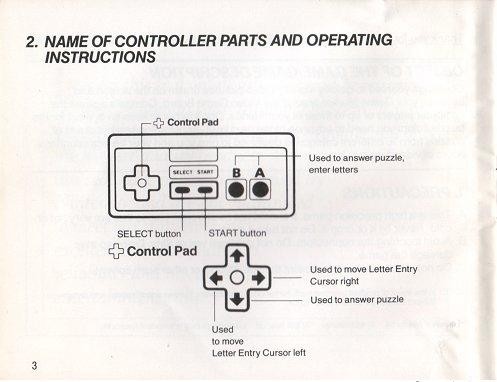 2. NAME OF CONTROLLER PARTS AND OPERATING
INSTRUCTIONS
Control Pad
SELECT START
B A
Used to answer puzzle,
enter letters
SELECT button
START button
Control Pad
Used to move Letter Entry
Cursor right
Used to answer puzzle
Used
to move
Letter Entry Cursor left
3